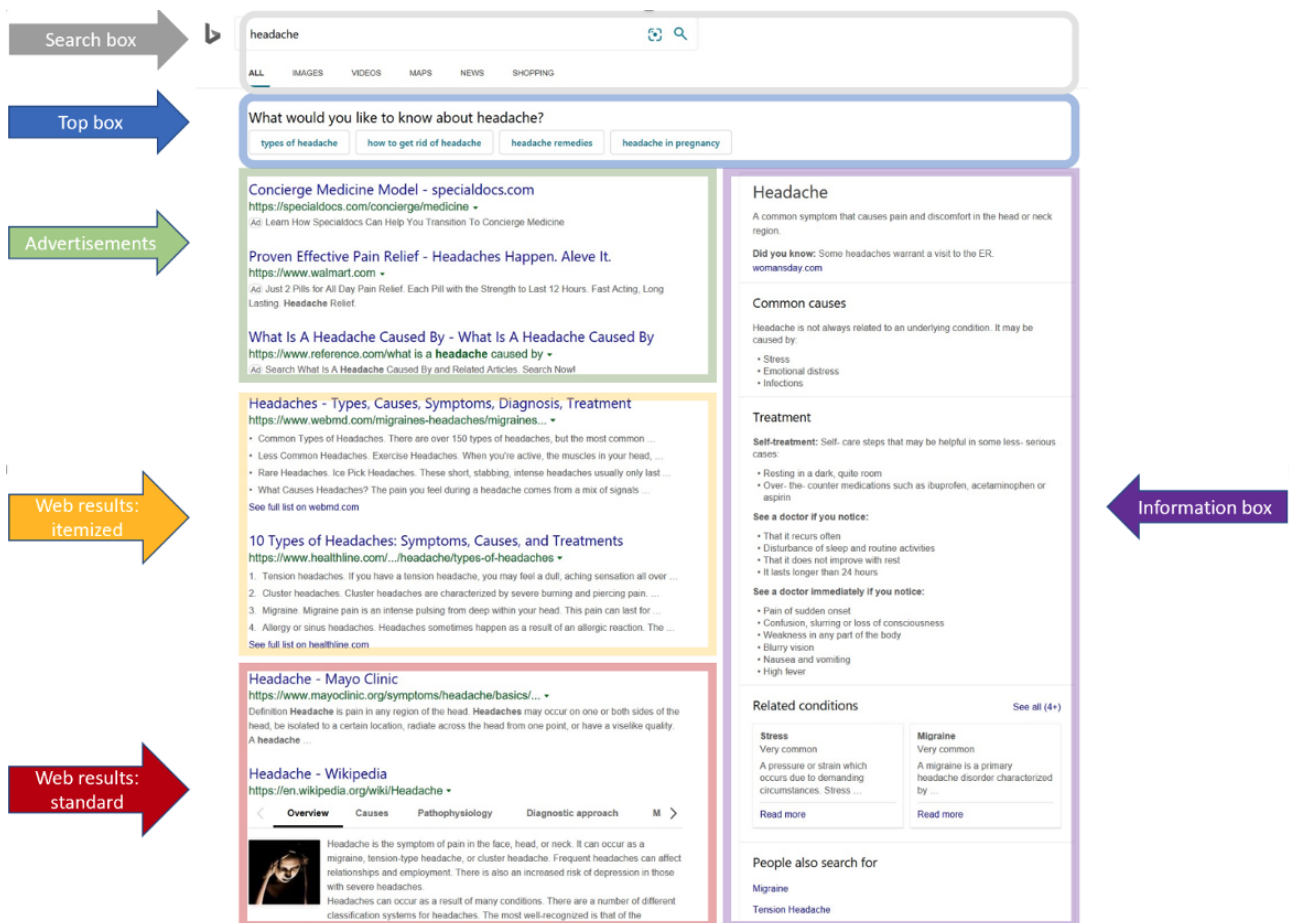 Search box
headache
ALL IMAGES VIDEOS MAPS NEWS SHOPPING
Top box
What would you like to know about headache?
types of headache how to get rid of headache headache remedies headache in pregnancy
Advertisements
Concierge Medicine Model - specialdocs.com
https://specialdocs.com/concierge/medicine
Ad Learn How Specialdocs Can Help You Transition To Concierge Medicine
Proven Effective Pain Relief - Headaches Happen. Aleve It.
https://www.walmart.com
Ad Just 2 Pills for All Day Pain Relief. Each Pill with the Strength to Last 12 Hours. Fast Acting, Long
Lasting. Headache Relief.
What Is A Headache Caused By - What Is A Headache Caused By
https://www.reference.com/what is a headache caused by
Ad Search What Is A Headache Caused By and Related Articles. Search Now!
Web results:
itemized
Headaches - Types, Causes, Symptoms, Diagnosis, Treatment
https://www.webmd.com/migraines-headaches/migraines...
• Common Types of Headaches. There are over 150 types of headaches, but the most common ...
• Less Common Headaches. Exercise Headaches. When you're active, the muscles in your head, ...
• Rare Headaches. Ice Pick Headaches. These short, stabbing, intense headaches usually only last ...
• What Causes Headaches? The pain you feel during a headache comes from a mix of signals ...
See full list on webmd.com
10 Types of Headaches: Symptoms, Causes, and Treatments
https://www.healthline.com/.../headache/types-of-headaches
1. Tension headaches. If you have a tension headache, you may feel a dull, aching sensation all over ...
2. Cluster headaches. Cluster headaches are characterized by severe burning and piercing pain. ...
3. Migraine. Migraine pain is an intense pulsing from deep within your head. This pain can last for ...
4. Allergy or sinus headaches. Headaches sometimes happen as a result of an allergic reaction. The ...
See full list on healthline.com
Web results:
standard
Headache - Mayo Clinic
https://www.mayoclinic.org/symptoms/headache/basics/...
Definition Headache is pain in any region of the head. Headaches may occur on one or both sides of the
head, be isolated to a certain location, radiate across the head from one point, or have a viselike quality.
A headache ...
Headache - Wikipedia
https://en.wikipedia.org/wiki/Headache
Overview Causes Pathophysiology Diagnostic approach M
Headache is the symptom of pain in the face, head, or neck. It can occur as a
migraine, tension-type headache, or cluster headache. Frequent headaches can affect
relationships and employment. There is also an increased risk of depression in those
with severe headaches.
Headaches can occur as a result of many conditions. There are a number of different
classification systems for headaches. The most well-recognized is that of the
Information box
Headache
A common symptom that causes pain and discomfort in the head or neck
region.
Did you know: Some headaches warrant a visit to the ER.
womansday.com
Common causes
Headache is not always related to an underlying condition. It may be
caused by:
• Stress
• Emotional distress
• Infections
Treatment
Self-treatment: Self- care steps that may be helpful in some less- serious
cases:
• Resting in a dark, quite room
• Over- the- counter medications such as ibuprofen, acetaminophen or
aspirin
See a doctor if you notice:
• That it recurs often
• Disturbance of sleep and routine activities
• That it does not improve with rest
• It lasts longer than 24 hours
See a doctor immediately if you notice:
• Pain of sudden onset
• Confusion, slurring or loss of consciousness
• Weakness in any part of the body
• Blurry vision
• Nausea and vomiting
• High fever
Related conditions See all (4+)
Stress
Very common
A pressure or strain which
occurs due to demanding
circumstances. Stress ...
Read more
Migraine
Very common
A migraine is a primary
headache disorder characterized
by ...
Read more
People also search for
Migraine
Tension Headache